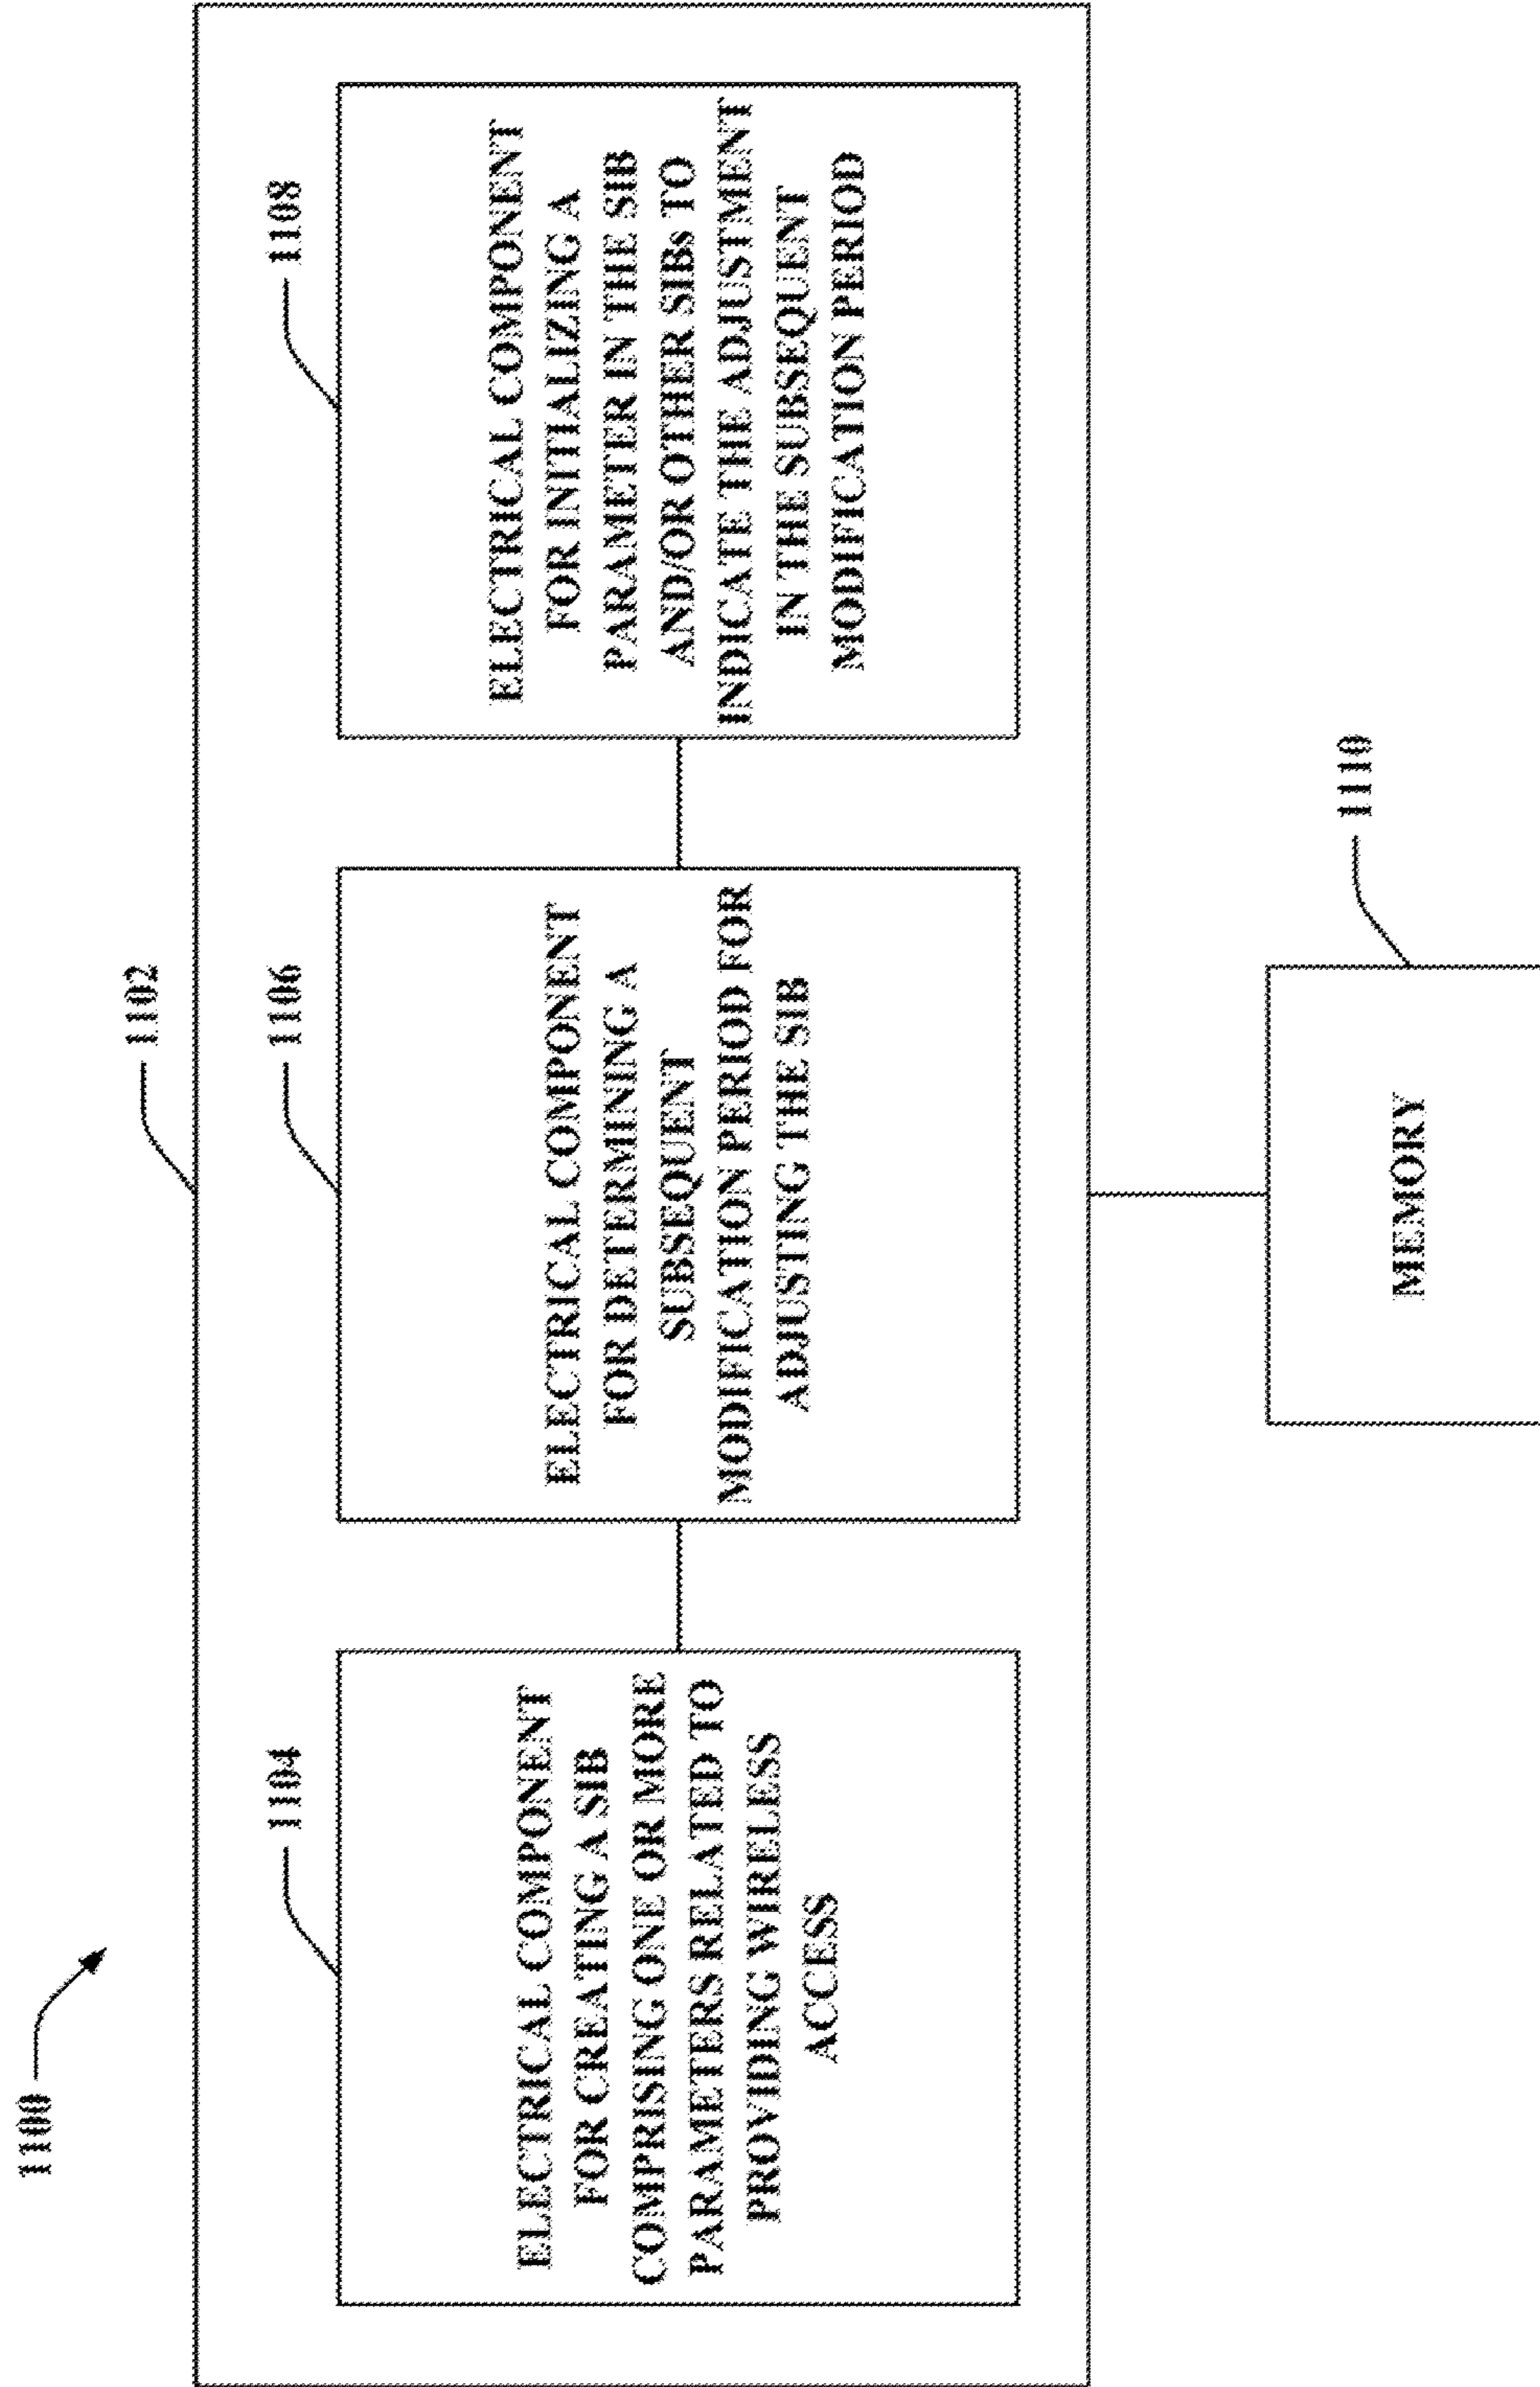 1100
1102
1104
ELECTRICAL COMPONENT
FOR CREATING A SIB
COMPRISING ONE OR MORE
PARAMETERS RELATED TO
PROVIDING WIRELESS
ACCESS
1106
ELECTRICAL COMPONENT
FOR DETERMINING A
SUBSEQUENT
MODIFICATION PERIOD FOR
ADJUSTING THE SIB
1108
ELECTRICAL COMPONENT
FOR INITIALIZING A
PARAMETER IN THE SIB
AND/OR OTHER SIBs TO
INDICATE THE ADJUSTMENT
IN THE SUBSEQUENT
MODIFICATION PERIOD
1110
MEMORY